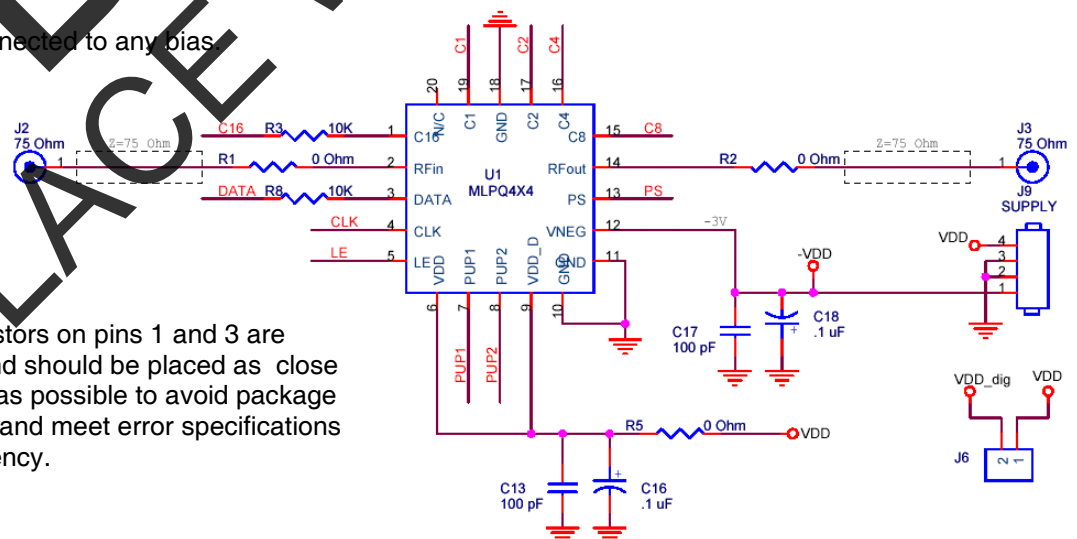 nnected to any bias.
LACE
C1
C2
C4
20
19
18
17
16
N/C
C1
GND
C2
C4
J2
75 Ohm
1
Z=75 Ohm
C16
R3
10K
1
C16
R1
0 Ohm
2
RFin
DATA
R8
10K
3
DATA
CLK
4
CLK
LE
5
LE
U1
MLPQ4X4
C8
15
C8
RFout
14
R2
0 Ohm
Z=75 Ohm
1
J3
75 Ohm
PS
13
PS
VNEG
12
-3V
GND
11
VDD
PUP1
PUP2
VDD_D
GND
6
7
8
9
10
PUP1
PUP2
J9
SUPPLY
VDD
4
3
2
1
-VDD
C17
100 pF
C18
.1 uF
+
stors on pins 1 and 3 are
nd should be placed as close
as possible to avoid package
and meet error specifications
ency.
R5
0 Ohm
VDD
C13
100 pF
+
C16
.1 uF
VDD_dig
VDD
J6
2
1